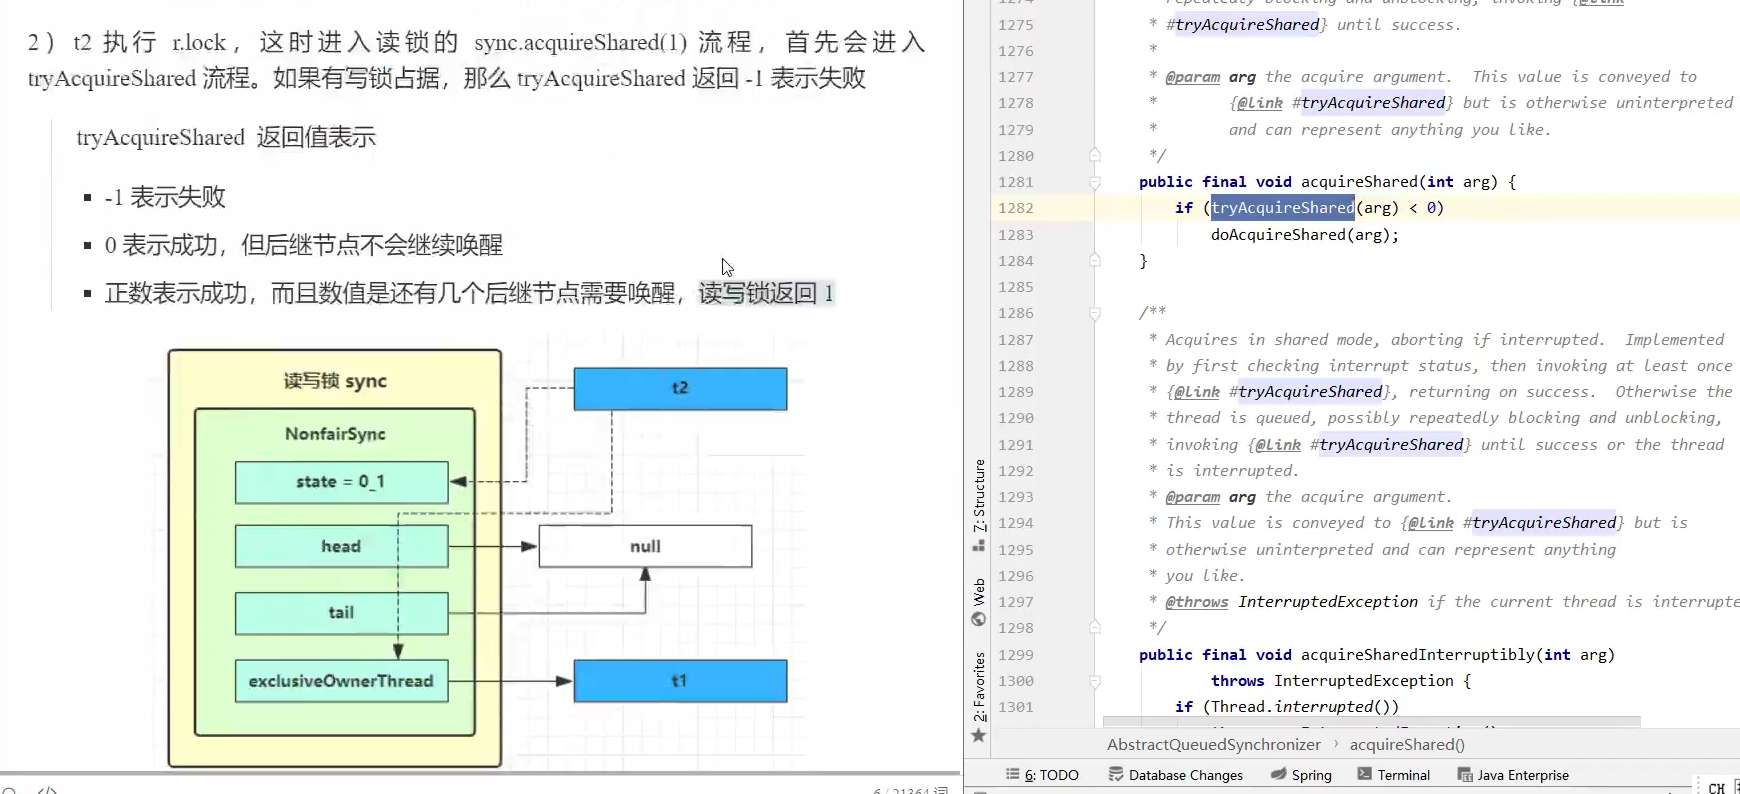 2） t2 执行 r.lock，这时进入读锁的 sync.acquireShared(1) 流程，首先会进入
tryAcquireShared 流程。如果有写锁占据，那么 tryAcquireShared 返回 -1 表示失败
tryAcquireShared 返回值表示
▪ -1 表示失败
▪ 0 表示成功，但后继节点不会继续唤醒
▪ 正数表示成功，而且数值是还有几个后继节点需要唤醒，读写锁返回 1
读写锁 sync
NonfairSync
state = 0_1
head
tail
exclusiveOwnerThread
t2
null
t1
1275 * #tryAcquireShared} until success.
1276 *
1277 * @param arg the acquire argument.  This value is conveyed to
1278 *        {@link #tryAcquireShared} but is otherwise uninterpreted
1279 *        and can represent anything you like.
1280 */
1281 public final void acquireShared(int arg) {
1282 if (tryAcquireShared(arg) < 0)
1283 doAcquireShared(arg);
1284 }
1285
1286 /**
1287 * Acquires in shared mode, aborting if interrupted.  Implemented
1288 * by first checking interrupt status, then invoking at least once
1289 * {@link #tryAcquireShared}, returning on success.  Otherwise the
1290 * thread is queued, possibly repeatedly blocking and unblocking,
1291 * invoking {@link #tryAcquireShared} until success or the thread
1292 * is interrupted.
1293 * @param arg the acquire argument.
1294 * This value is conveyed to {@link #tryAcquireShared} but is
1295 * otherwise uninterpreted and can represent anything
1296 * you like.
1297 * @throws InterruptedException if the current thread is interrupte
1298 */
1299 public final void acquireSharedInterruptibly(int arg)
1300 throws InterruptedException {
1301 if (Thread.interrupted())
7: Structure
Web
2: Favorites
AbstractQueuedSynchronizer › acquireShared()
6: TODO Database Changes Spring Terminal Java Enterprise
CH